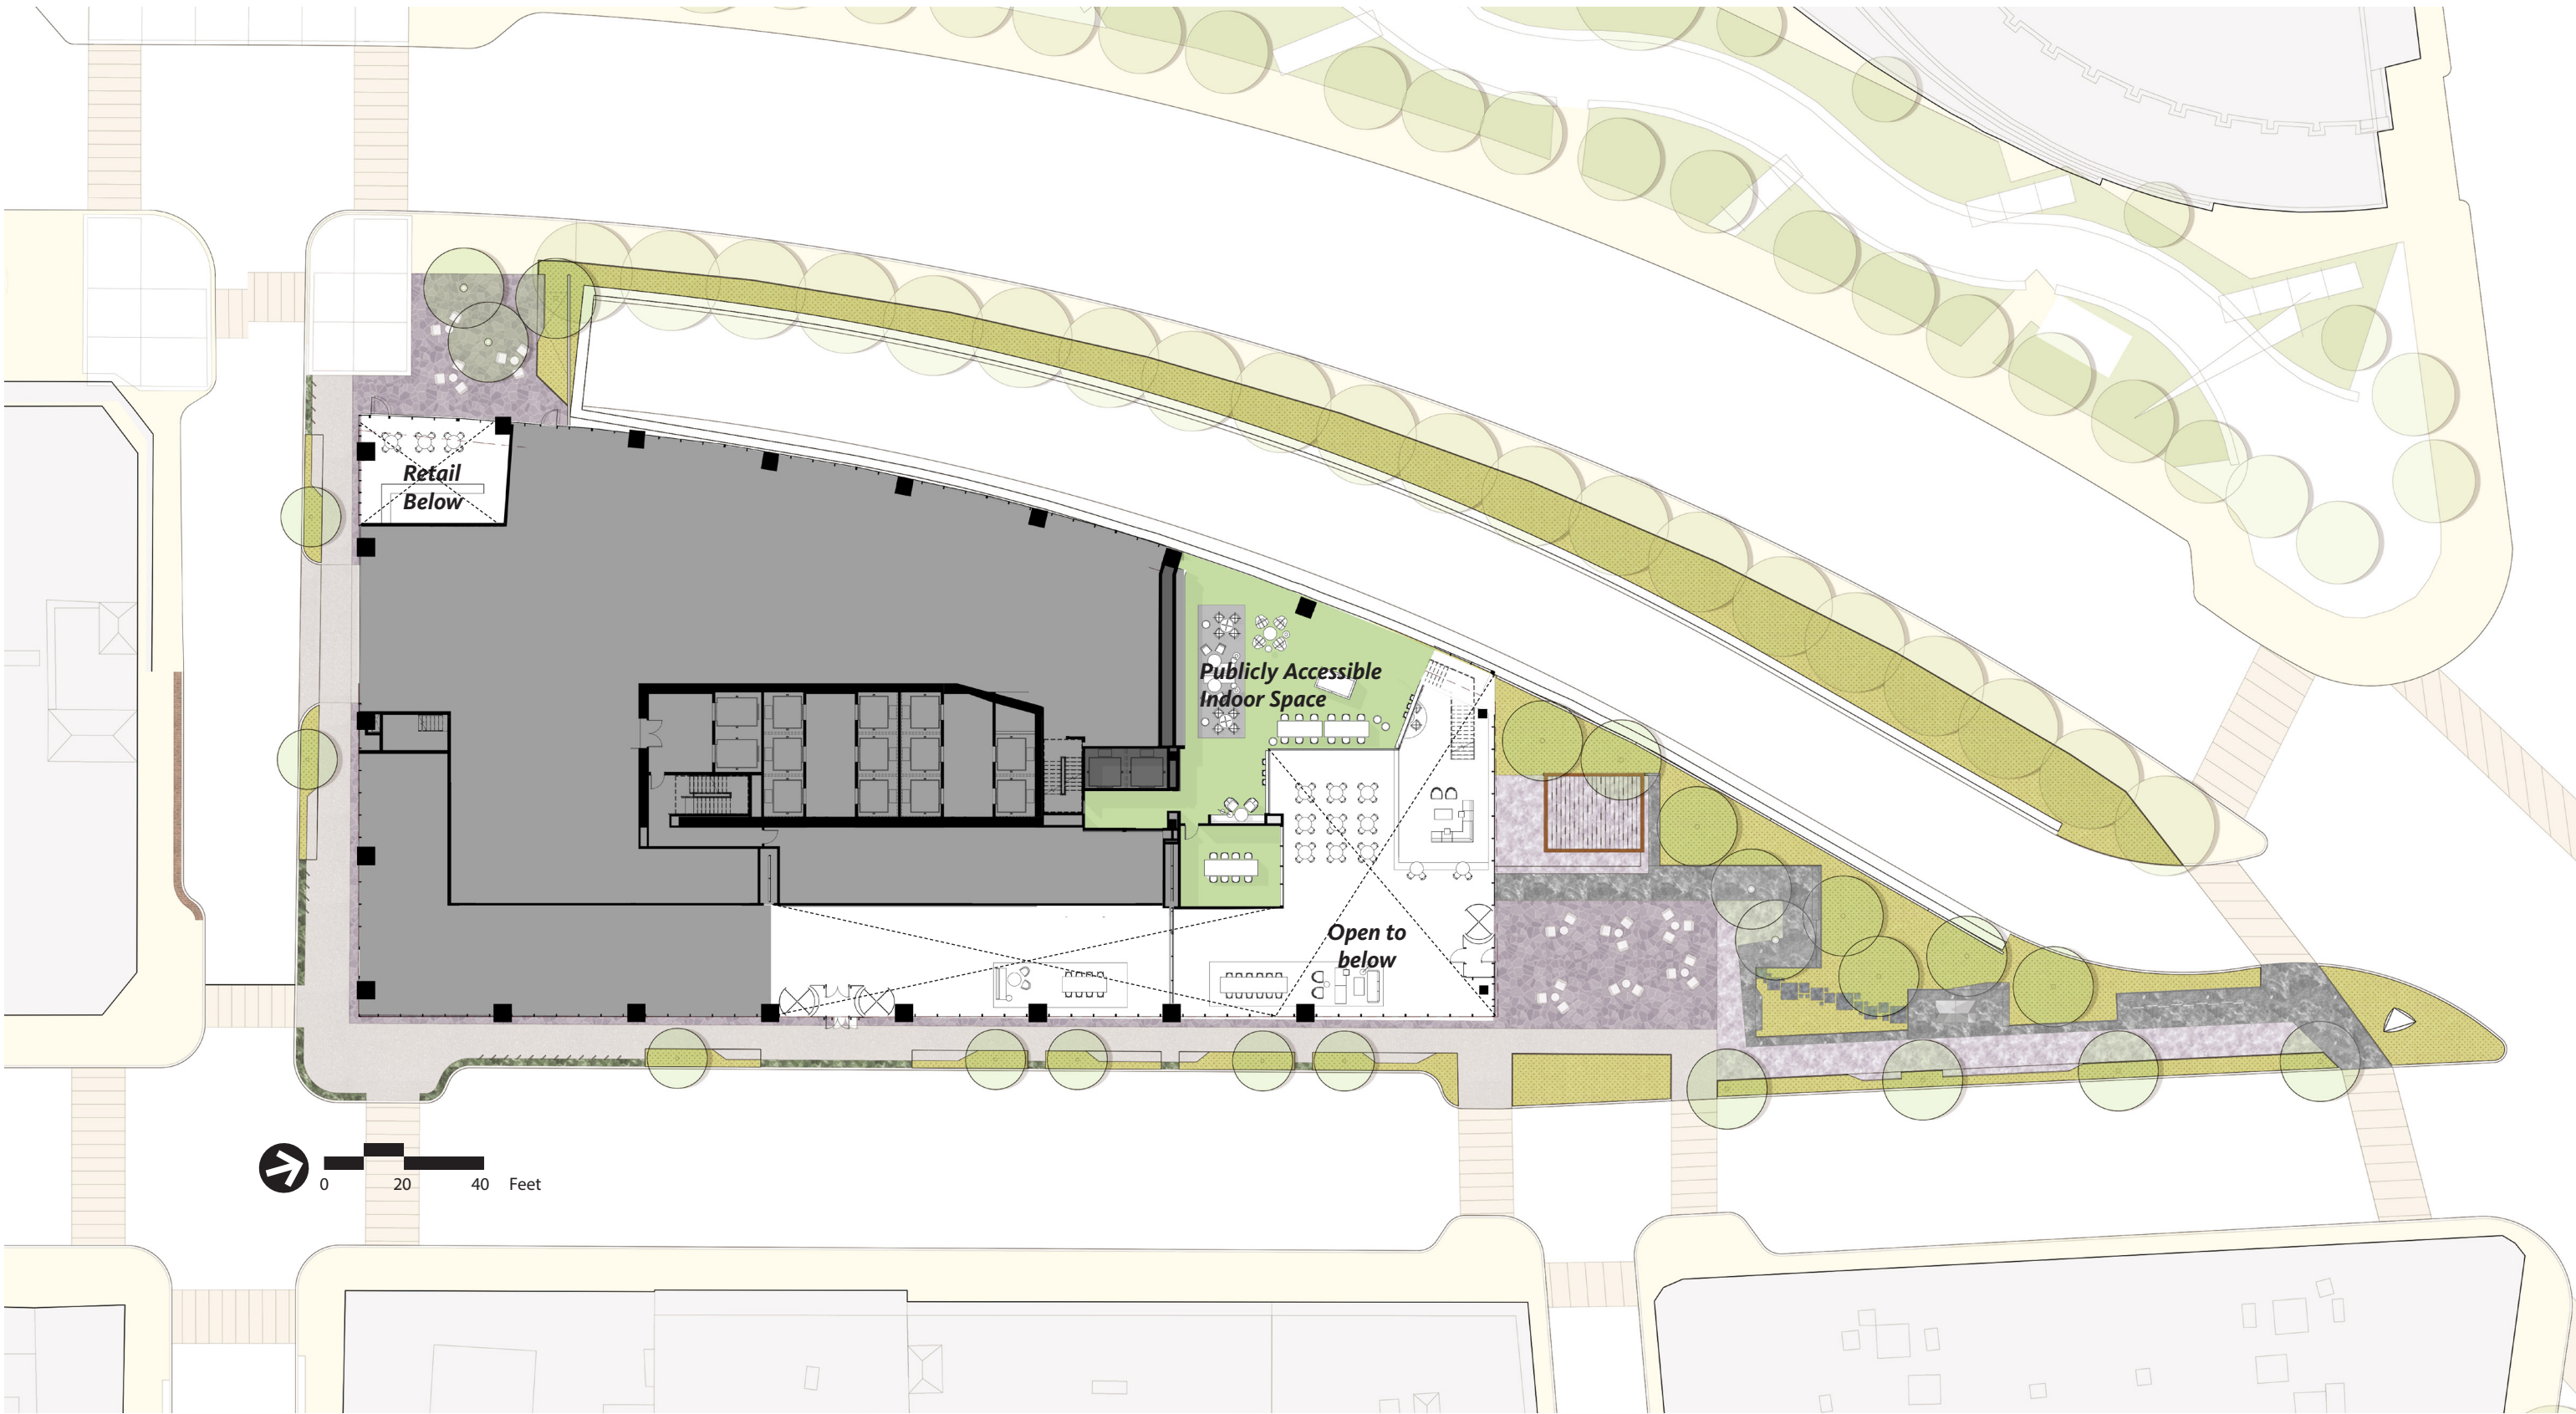 Retail
Below
Publicly Accessible
Indoor Space
Open to
below
0 20 40 Feet